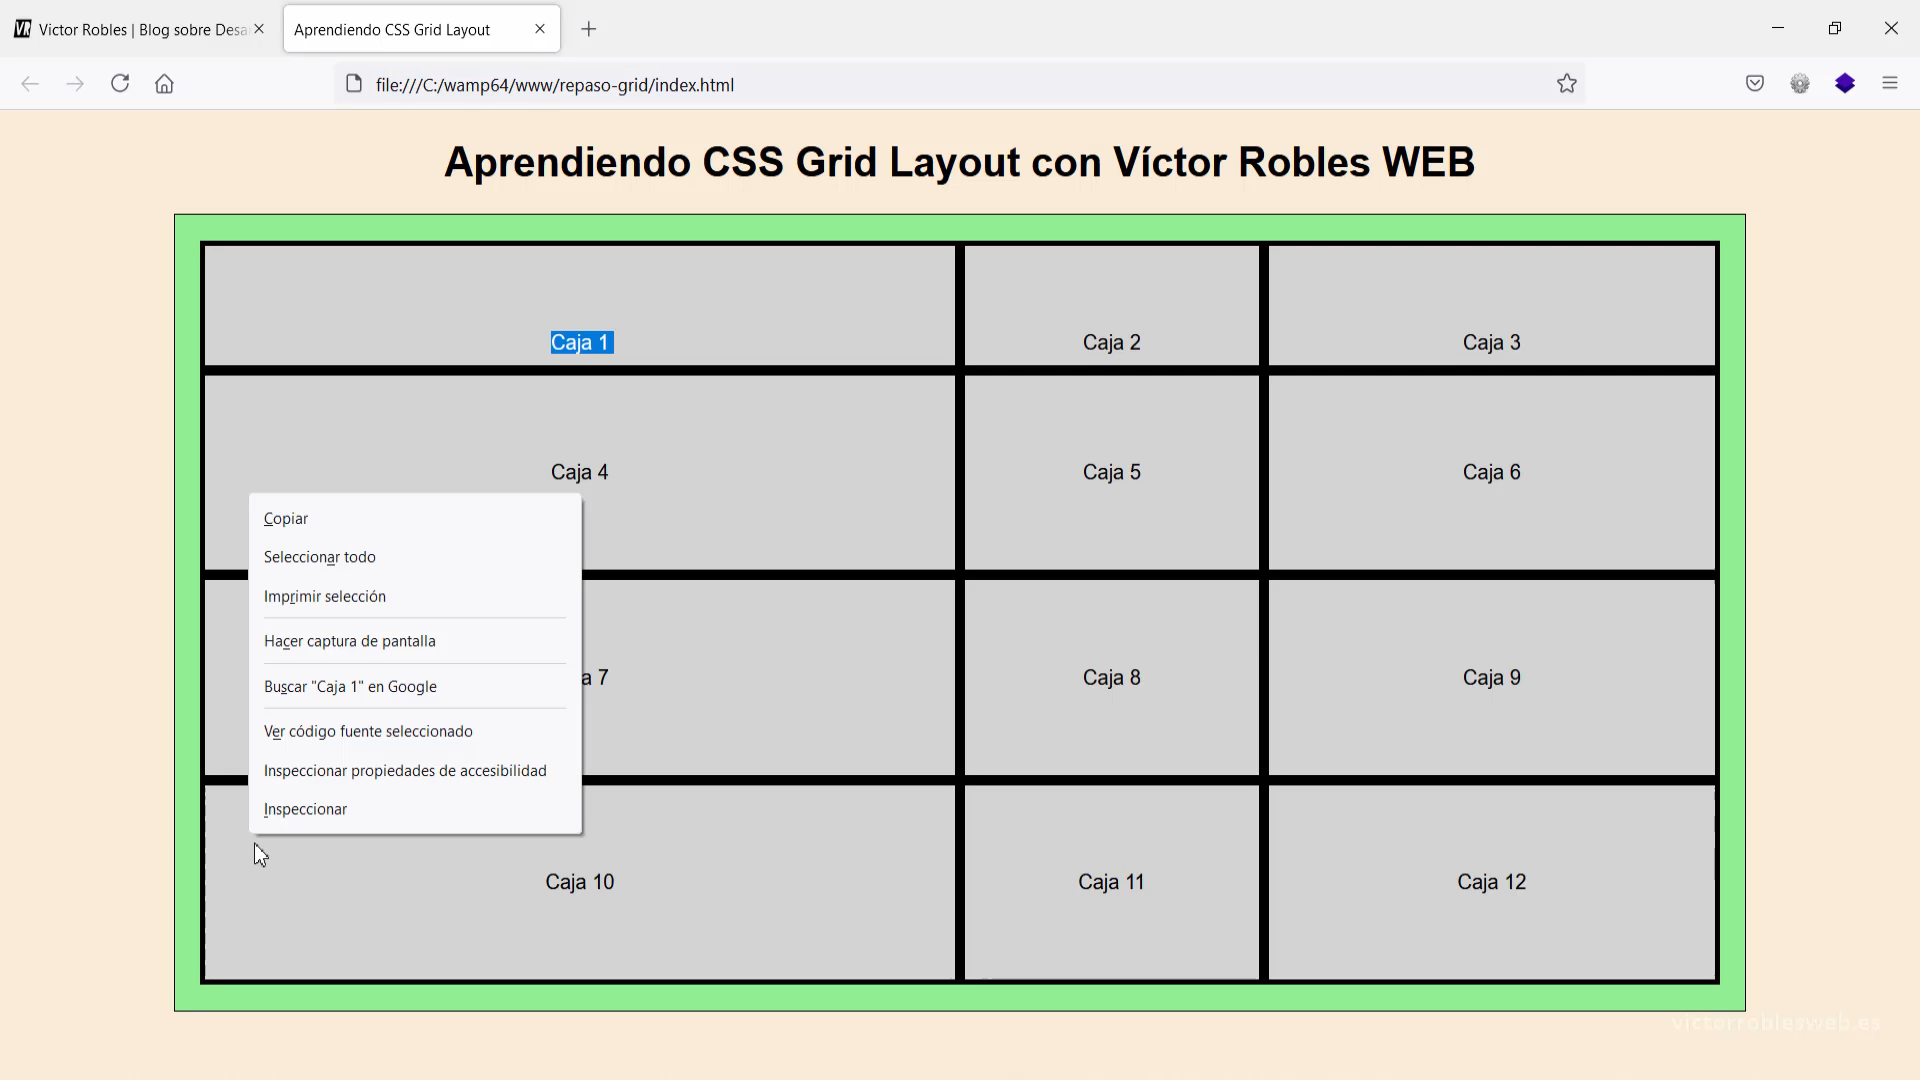 Victor Robles | Blog sobre Desa
Aprendiendo CSS Grid Layout
file:///C:/wamp64/www/repaso-grid/index.html
Aprendiendo CSS Grid Layout con Víctor Robles WEB
Caja 1
Caja 2
Caja 3
Caja 4
Caja 5
Caja 6
Copiar
Seleccionar todo
Imprimir selección
Hacer captura de pantalla
Buscar "Caja 1" en Google
Ver código fuente seleccionado
Inspeccionar propiedades de accesibilidad
Inspeccionar
a 7
Caja 8
Caja 9
Caja 10
Caja 11
Caja 12
victorroblesweb.es